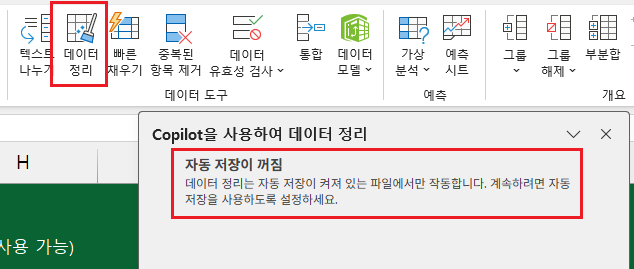 텍스트 나누기
데이터 정리
빠른 채우기
중복된 항목 제거
데이터 유효성 검사
통합
데이터 모델
가상 분석
예측 시트
그룹
그룹 해제
부분합
데이터 도구
예측
개요
Copilot을 사용하여 데이터 정리
H
자동 저장이 꺼짐
데이터 정리는 자동 저장이 켜져 있는 파일에서만 작동합니다. 계속하려면 자동
저장을 사용하도록 설정하세요.
사용 가능)